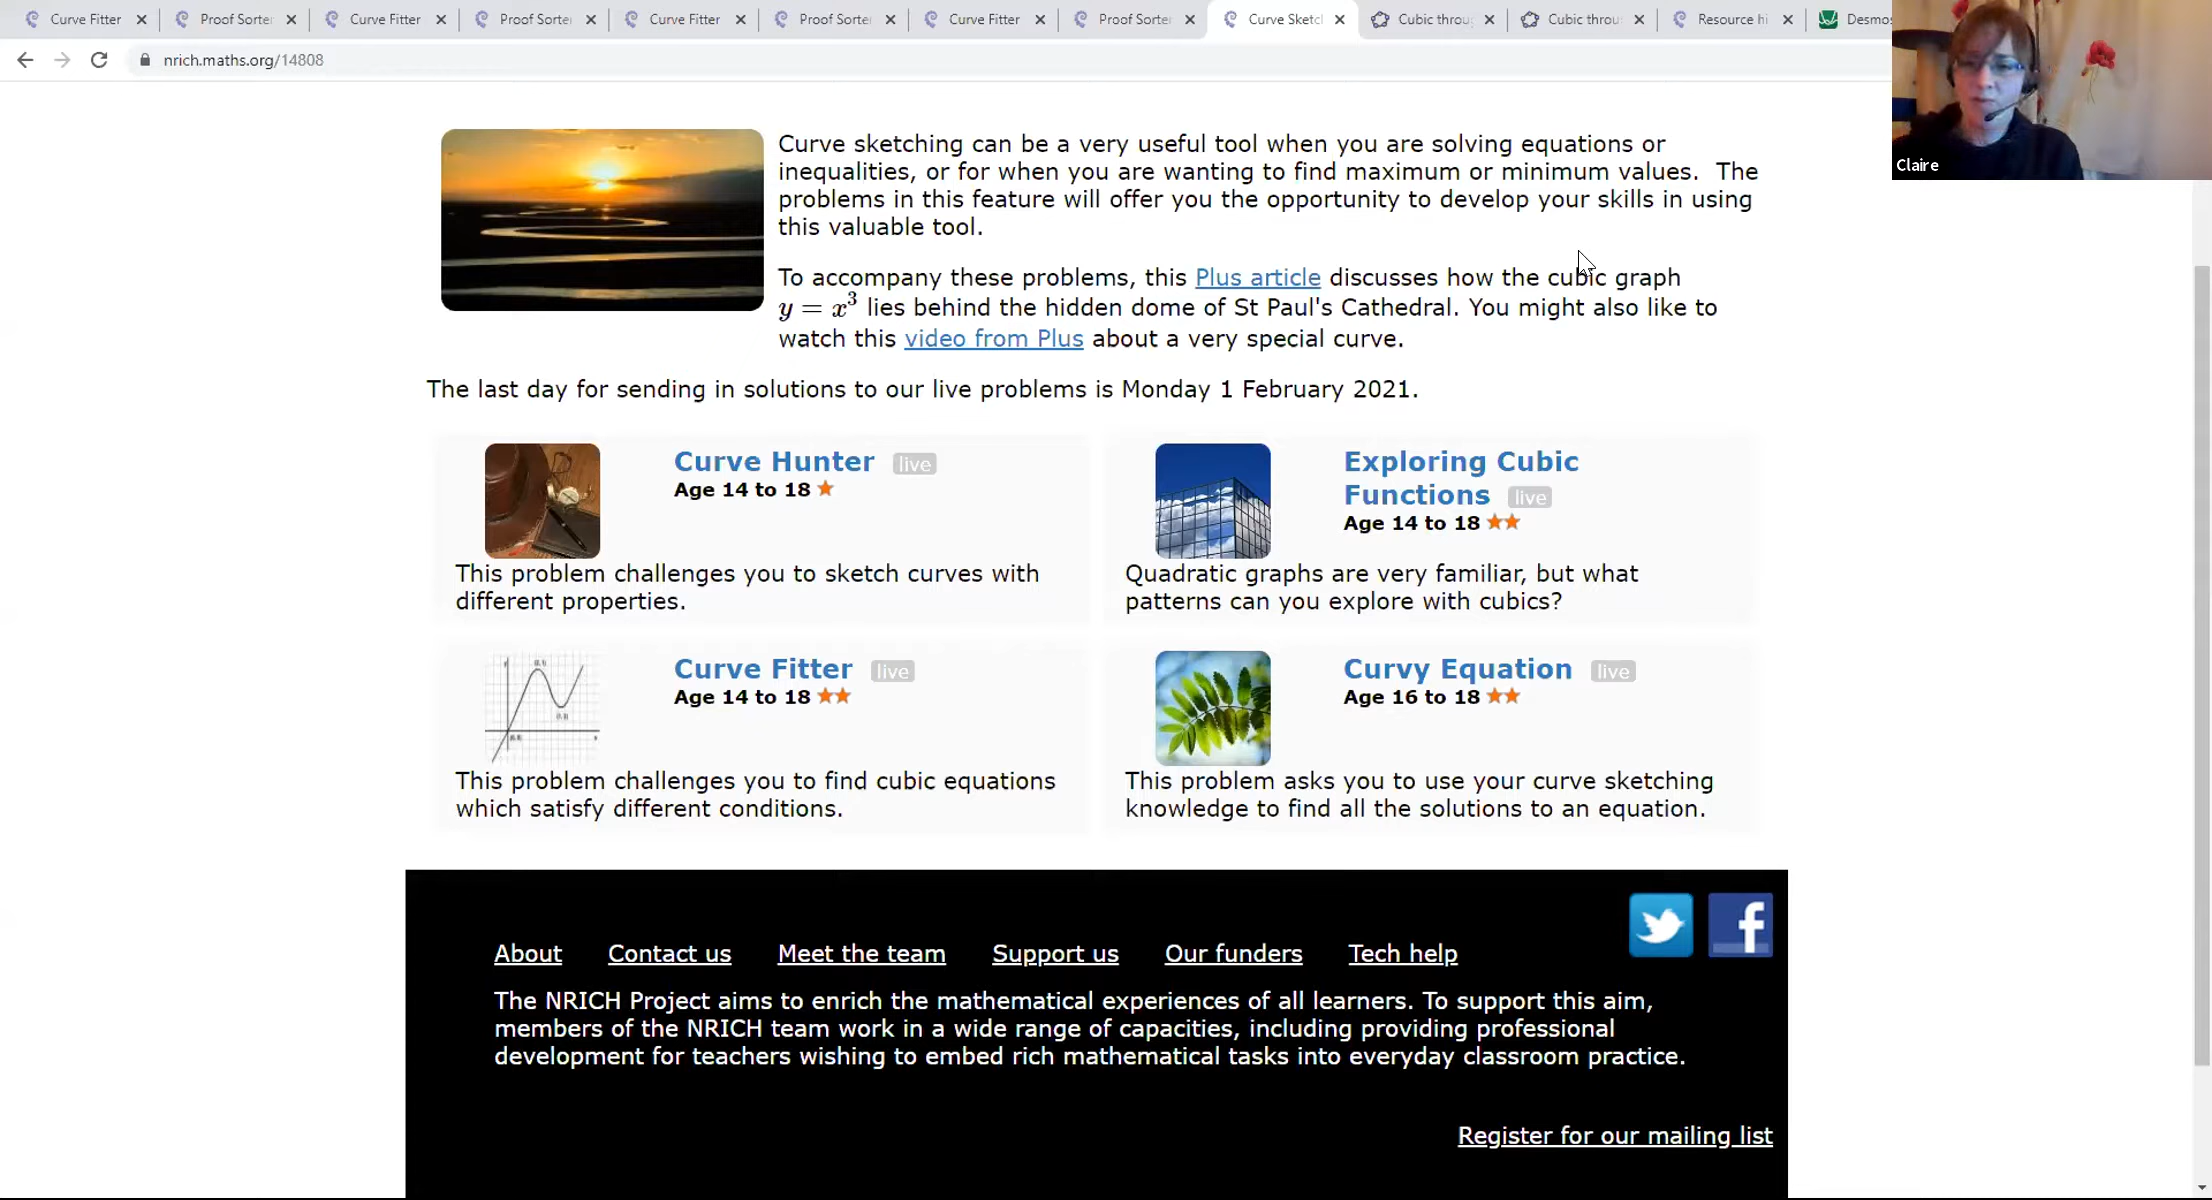 Curve Fitter
Proof Sorte
Curve Fitter
Proof Sorte
Curve Fitter
Proof Sorte
Curve Fitter
Proof Sorte
Curve Sketc
Cubic throu
Cubic throu
Resource hi
Desmos
nrich.maths.org/14808
Claire
Curve sketching can be a very useful tool when you are solving equations or
inequalities, or for when you are wanting to find maximum or minimum values. The
problems in this feature will offer you the opportunity to develop your skills in using
this valuable tool.
To accompany these problems, this Plus article discusses how the cubic graph
y = x³ lies behind the hidden dome of St Paul's Cathedral. You might also like to
watch this video from Plus about a very special curve.
The last day for sending in solutions to our live problems is Monday 1 February 2021.
Curve Hunter live
Age 14 to 18
This problem challenges you to sketch curves with
different properties.
Exploring Cubic
Functions live
Age 14 to 18
Quadratic graphs are very familiar, but what
patterns can you explore with cubics?
Curve Fitter live
Age 14 to 18
This problem challenges you to find cubic equations
which satisfy different conditions.
Curvy Equation live
Age 16 to 18
This problem asks you to use your curve sketching
knowledge to find all the solutions to an equation.
About Contact us Meet the team Support us Our funders Tech help
The NRICH Project aims to enrich the mathematical experiences of all learners. To support this aim,
members of the NRICH team work in a wide range of capacities, including providing professional
development for teachers wishing to embed rich mathematical tasks into everyday classroom practice.
Register for our mailing list